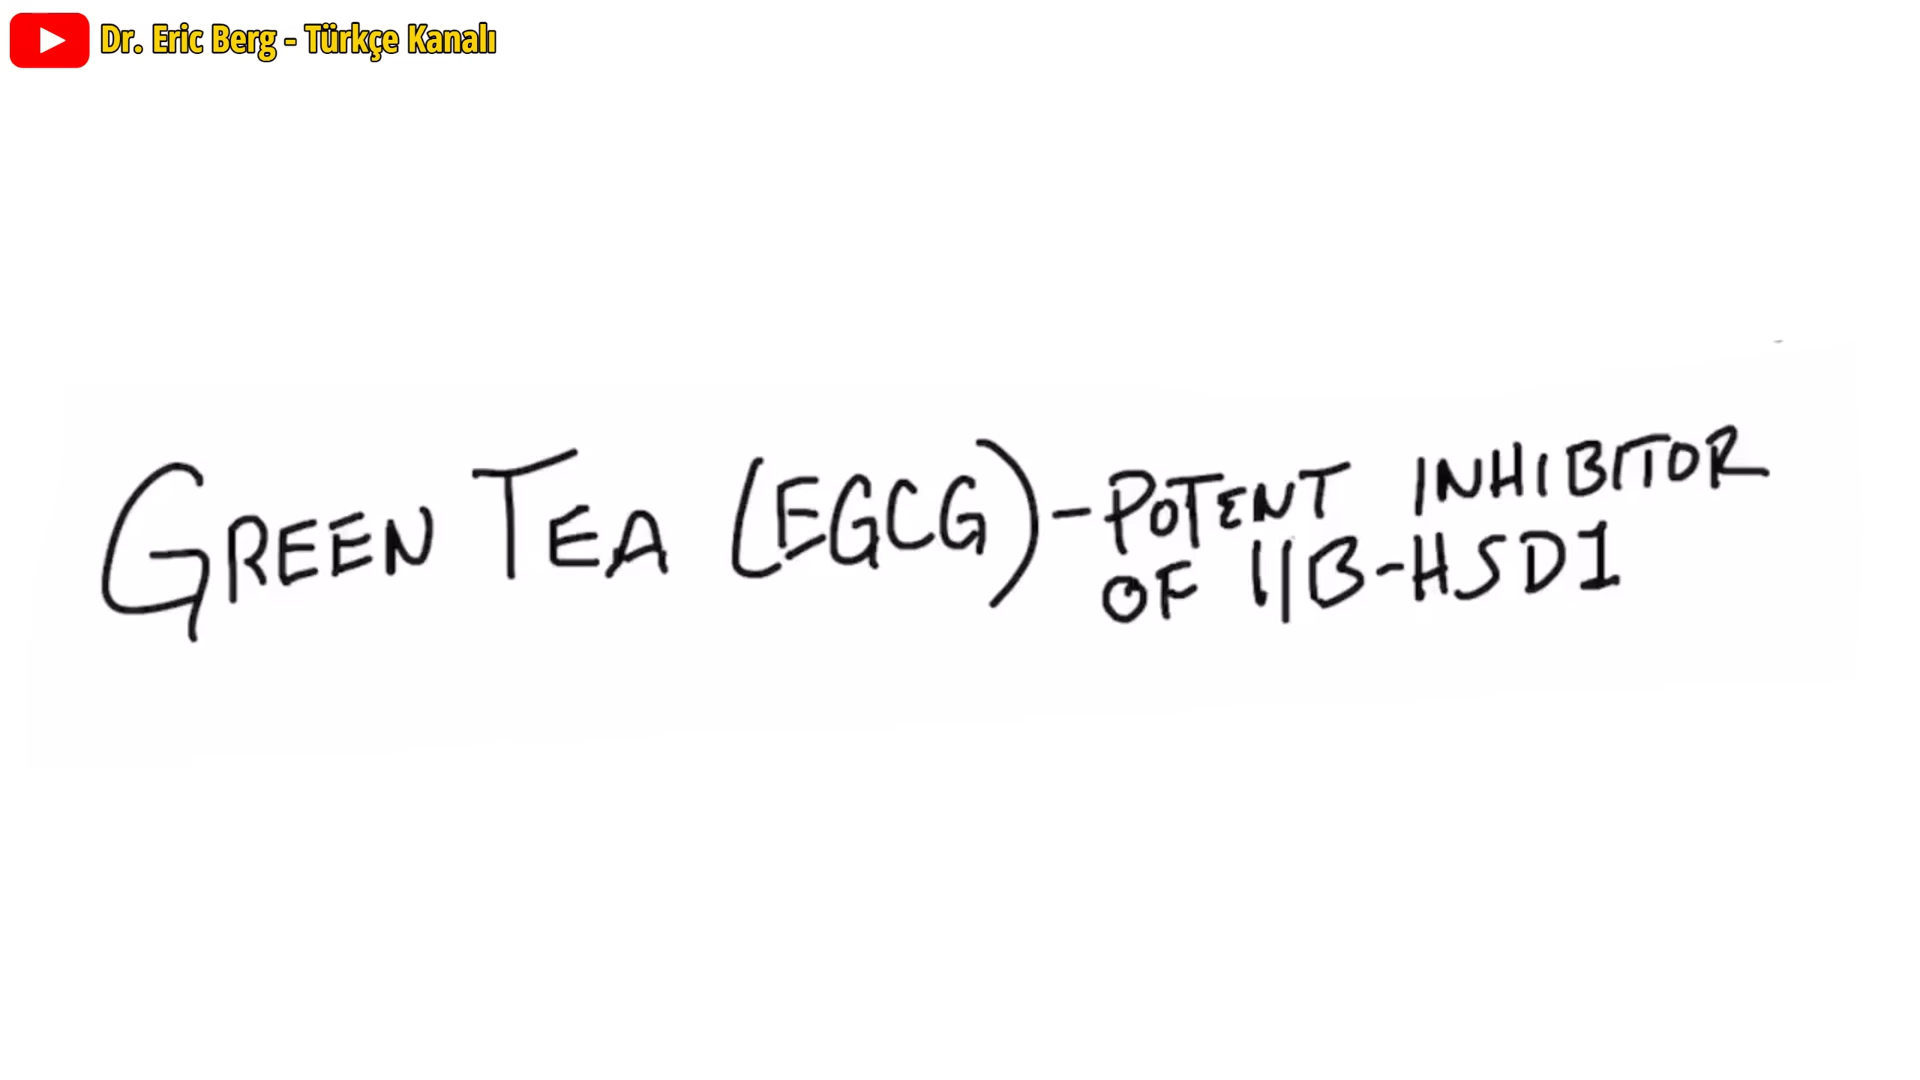 Dr. Eric Berg - Türkçe Kanalı
GREEN TEA (EGCG) - POTENT INHIBITOR
OF 11B-HSD1